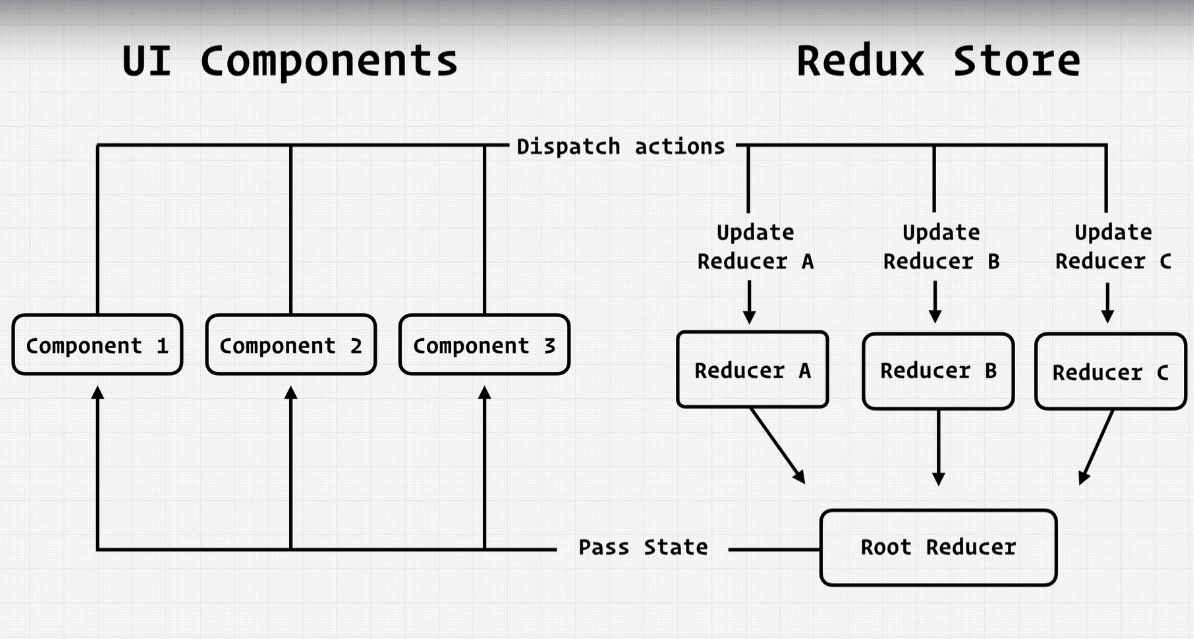 UI Components
Redux Store
Dispatch actions
Update
Reducer A
Update
Reducer B
Update
Reducer C
Component 1
Component 2
Component 3
Reducer A
Reducer B
Reducer C
Pass State
Root Reducer